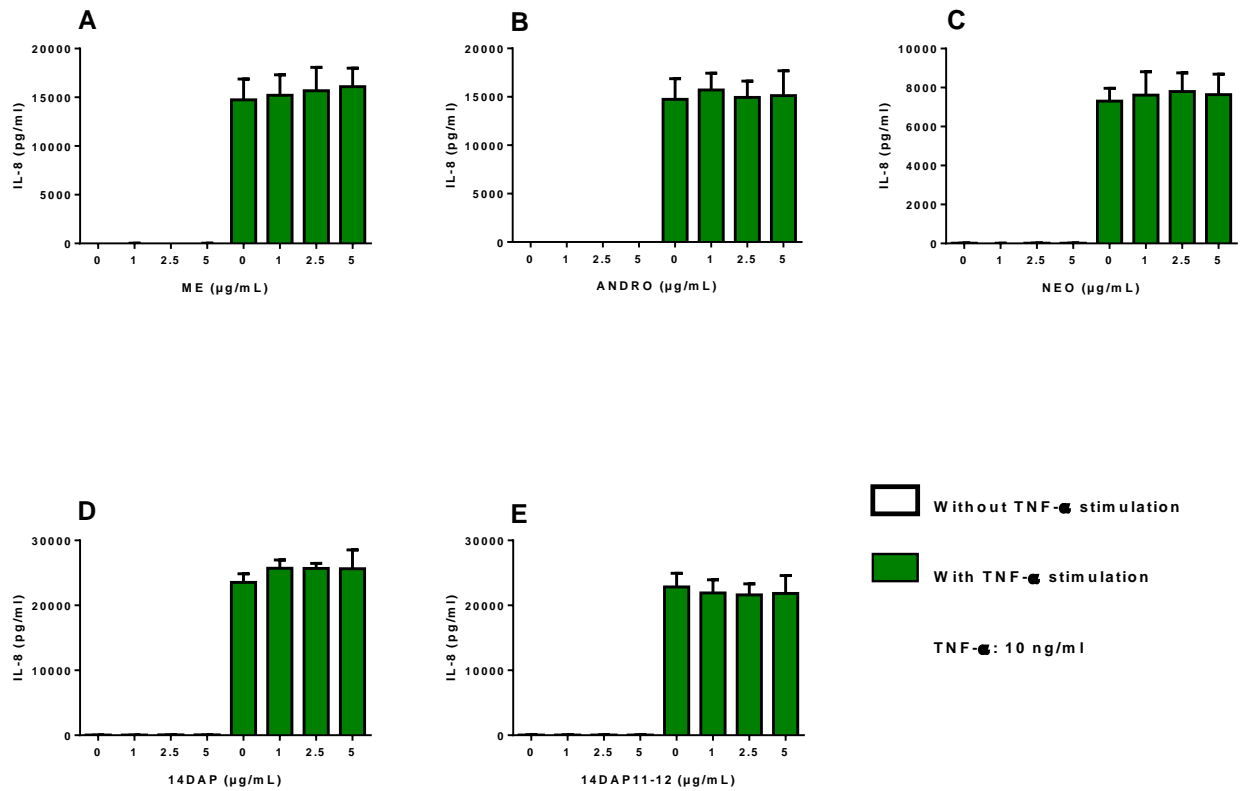 A
20000
15000
10000
5000
0
IL-8 (pg/ml)
0 1 2.5 5 0 1 2.5 5
ME (µg/mL)
B
20000
15000
10000
5000
0
IL-8 (pg/ml)
0 1 2.5 5 0 1 2.5 5
ANDRO (µg/mL)
C
10000
8000
6000
4000
2000
0
IL-8 (pg/ml)
0 1 2.5 5 0 1 2.5 5
NEO (µg/mL)
D
30000
20000
10000
0
IL-8 (pg/ml)
0 1 2.5 5 0 1 2.5 5
14DAP (µg/mL)
E
30000
20000
10000
0
IL-8 (pg/ml)
0 1 2.5 5 0 1 2.5 5
14DAP11-12 (µg/mL)
Without TNF-α stimulation
With TNF-α stimulation
TNF-α: 10 ng/ml